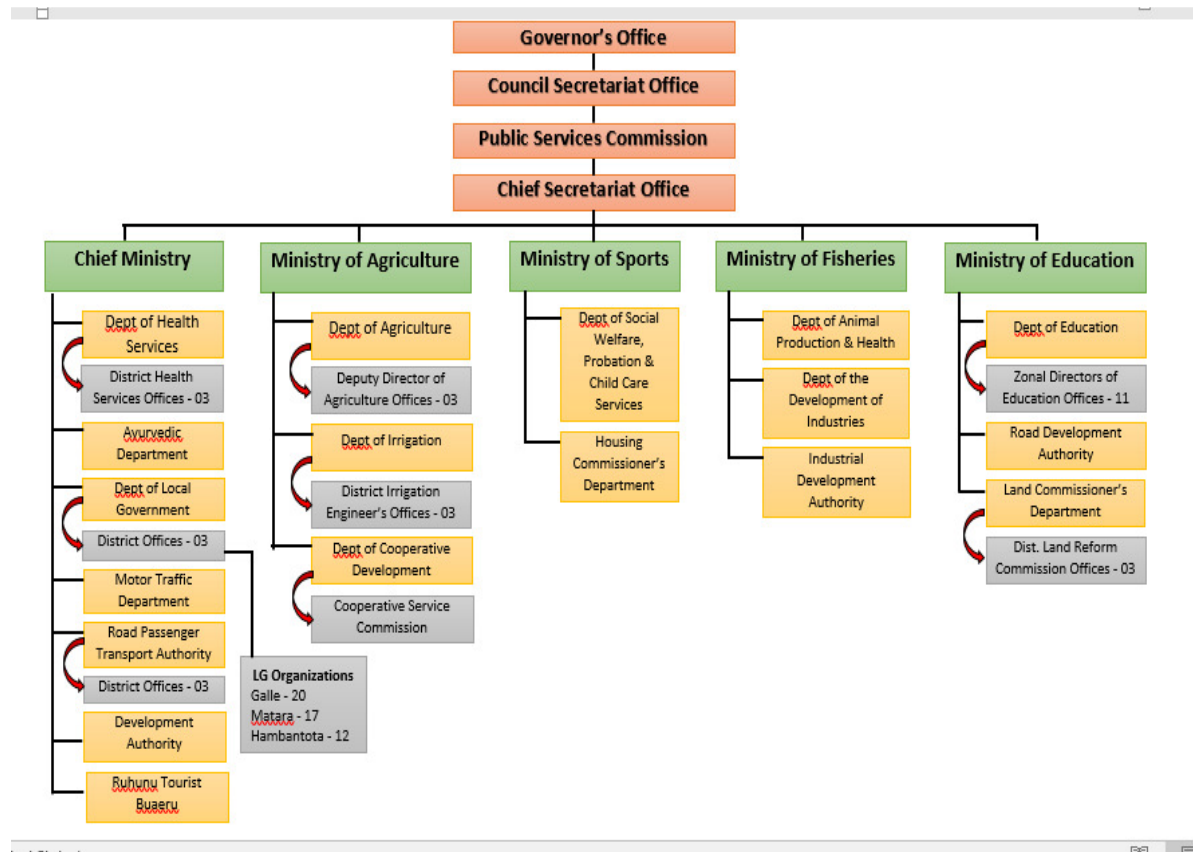 Governor's Office
Council Secretariat Office
Public Services Commission
Chief Secretariat Office
Chief Ministry
Dept of Health
Services
District Health
Services Offices - 03
Ayurvedic
Department
Dept of Local
Government
District Offices - 03
Motor Traffic
Department
Road Passenger
Transport Authority
District Offices - 03
Development
Authority
Ruhunu Tourist
Buaeru
LG Organizations
Galle - 20
Matara - 17
Hambantota - 12
Ministry of Agriculture
Dept of Agriculture
Deputy Director of
Agriculture Offices - 03
Dept of Irrigation
District Irrigation
Engineer's Offices - 03
Dept of Cooperative
Development
Cooperative Service
Commission
Ministry of Sports
Dept of Social
Welfare,
Probation &
Child Care
Services
Housing
Commissioner's
Department
Ministry of Fisheries
Dept of Animal
Production & Health
Dept of the
Development of
Industries
Industrial
Development
Authority
Ministry of Education
Dept of Education
Zonal Directors of
Education Offices - 11
Road Development
Authority
Land Commissioner's
Department
Dist. Land Reform
Commission Offices - 03